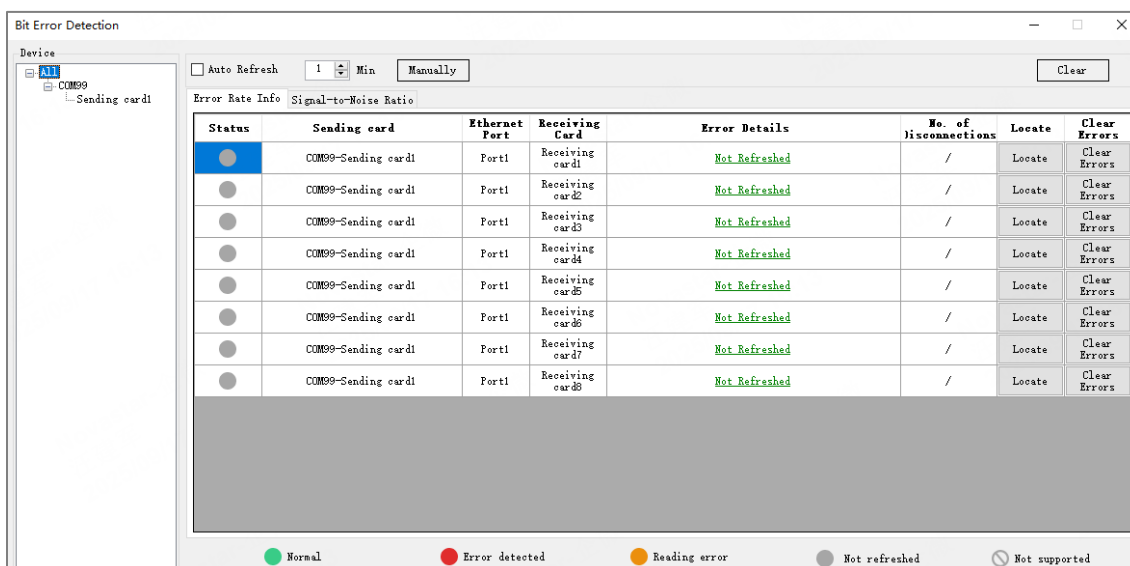 Bit Error Detection
Device
All
COM99
Sending card1
Auto Refresh 1 Min Manually Clear
Error Rate Info Signal-to-Noise Ratio
Status Sending card Ethernet Port Receiving Card Error Details No. of Disconnections Locate Clear Errors
COM99-Sending card1 Port1 Receiving card1 Not Refreshed / Locate Clear Errors
COM99-Sending card1 Port1 Receiving card2 Not Refreshed / Locate Clear Errors
COM99-Sending card1 Port1 Receiving card3 Not Refreshed / Locate Clear Errors
COM99-Sending card1 Port1 Receiving card4 Not Refreshed / Locate Clear Errors
COM99-Sending card1 Port1 Receiving card5 Not Refreshed / Locate Clear Errors
COM99-Sending card1 Port1 Receiving card6 Not Refreshed / Locate Clear Errors
COM99-Sending card1 Port1 Receiving card7 Not Refreshed / Locate Clear Errors
COM99-Sending card1 Port1 Receiving card8 Not Refreshed / Locate Clear Errors
Normal Error detected Reading error Not refreshed Not supported